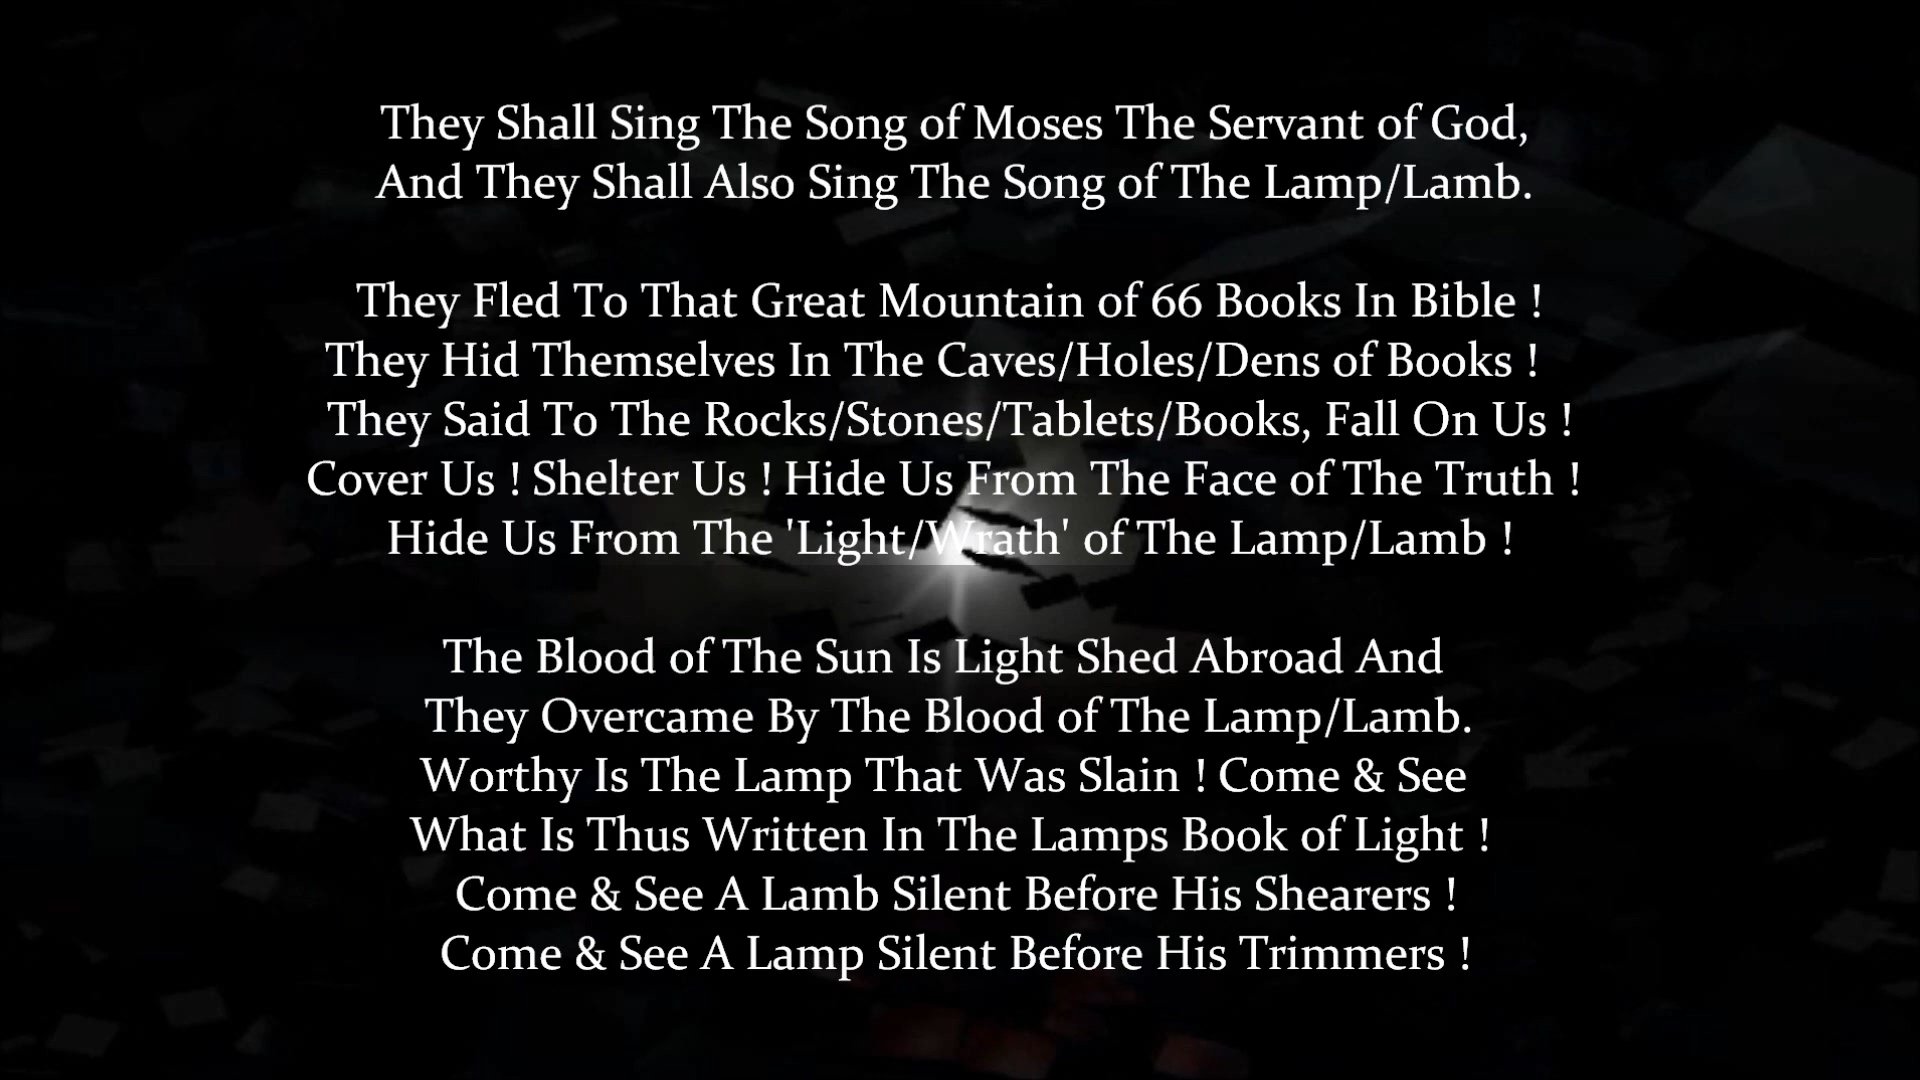 They Shall Sing The Song of Moses The Servant of God,
And They Shall Also Sing The Song of The Lamp/Lamb.
They Fled To That Great Mountain of 66 Books In Bible !
They Hid Themselves In The Caves/Holes/Dens of Books !
They Said To The Rocks/Stones/Tablets/Books, Fall On Us !
Cover Us ! Shelter Us ! Hide Us From The Face of The Truth !
Hide Us From The 'Light/Wrath' of The Lamp/Lamb !
The Blood of The Sun Is Light Shed Abroad And
They Overcame By The Blood of The Lamp/Lamb.
Worthy Is The Lamp That Was Slain ! Come & See
What Is Thus Written In The Lamps Book of Light !
Come & See A Lamb Silent Before His Shearers !
Come & See A Lamp Silent Before His Trimmers !